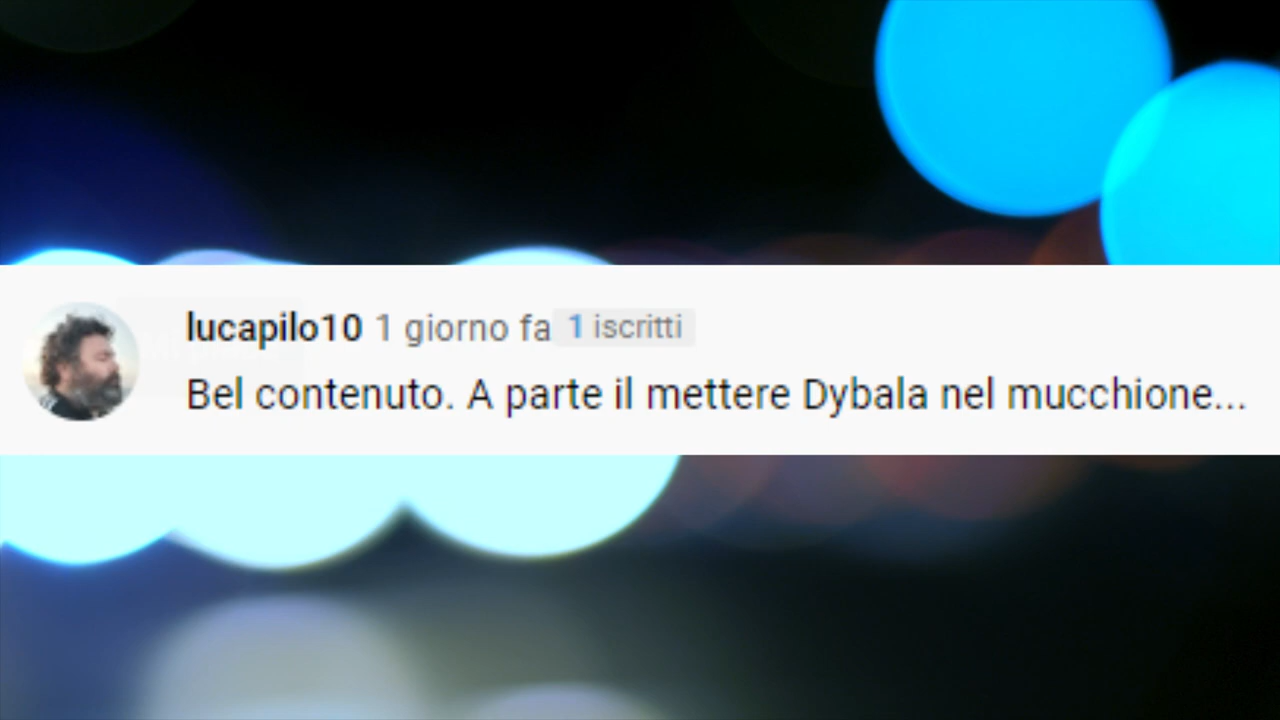 lucapilo10 1 giorno fa 1 iscritti
Bel contenuto. A parte il mettere Dybala nel mucchione...